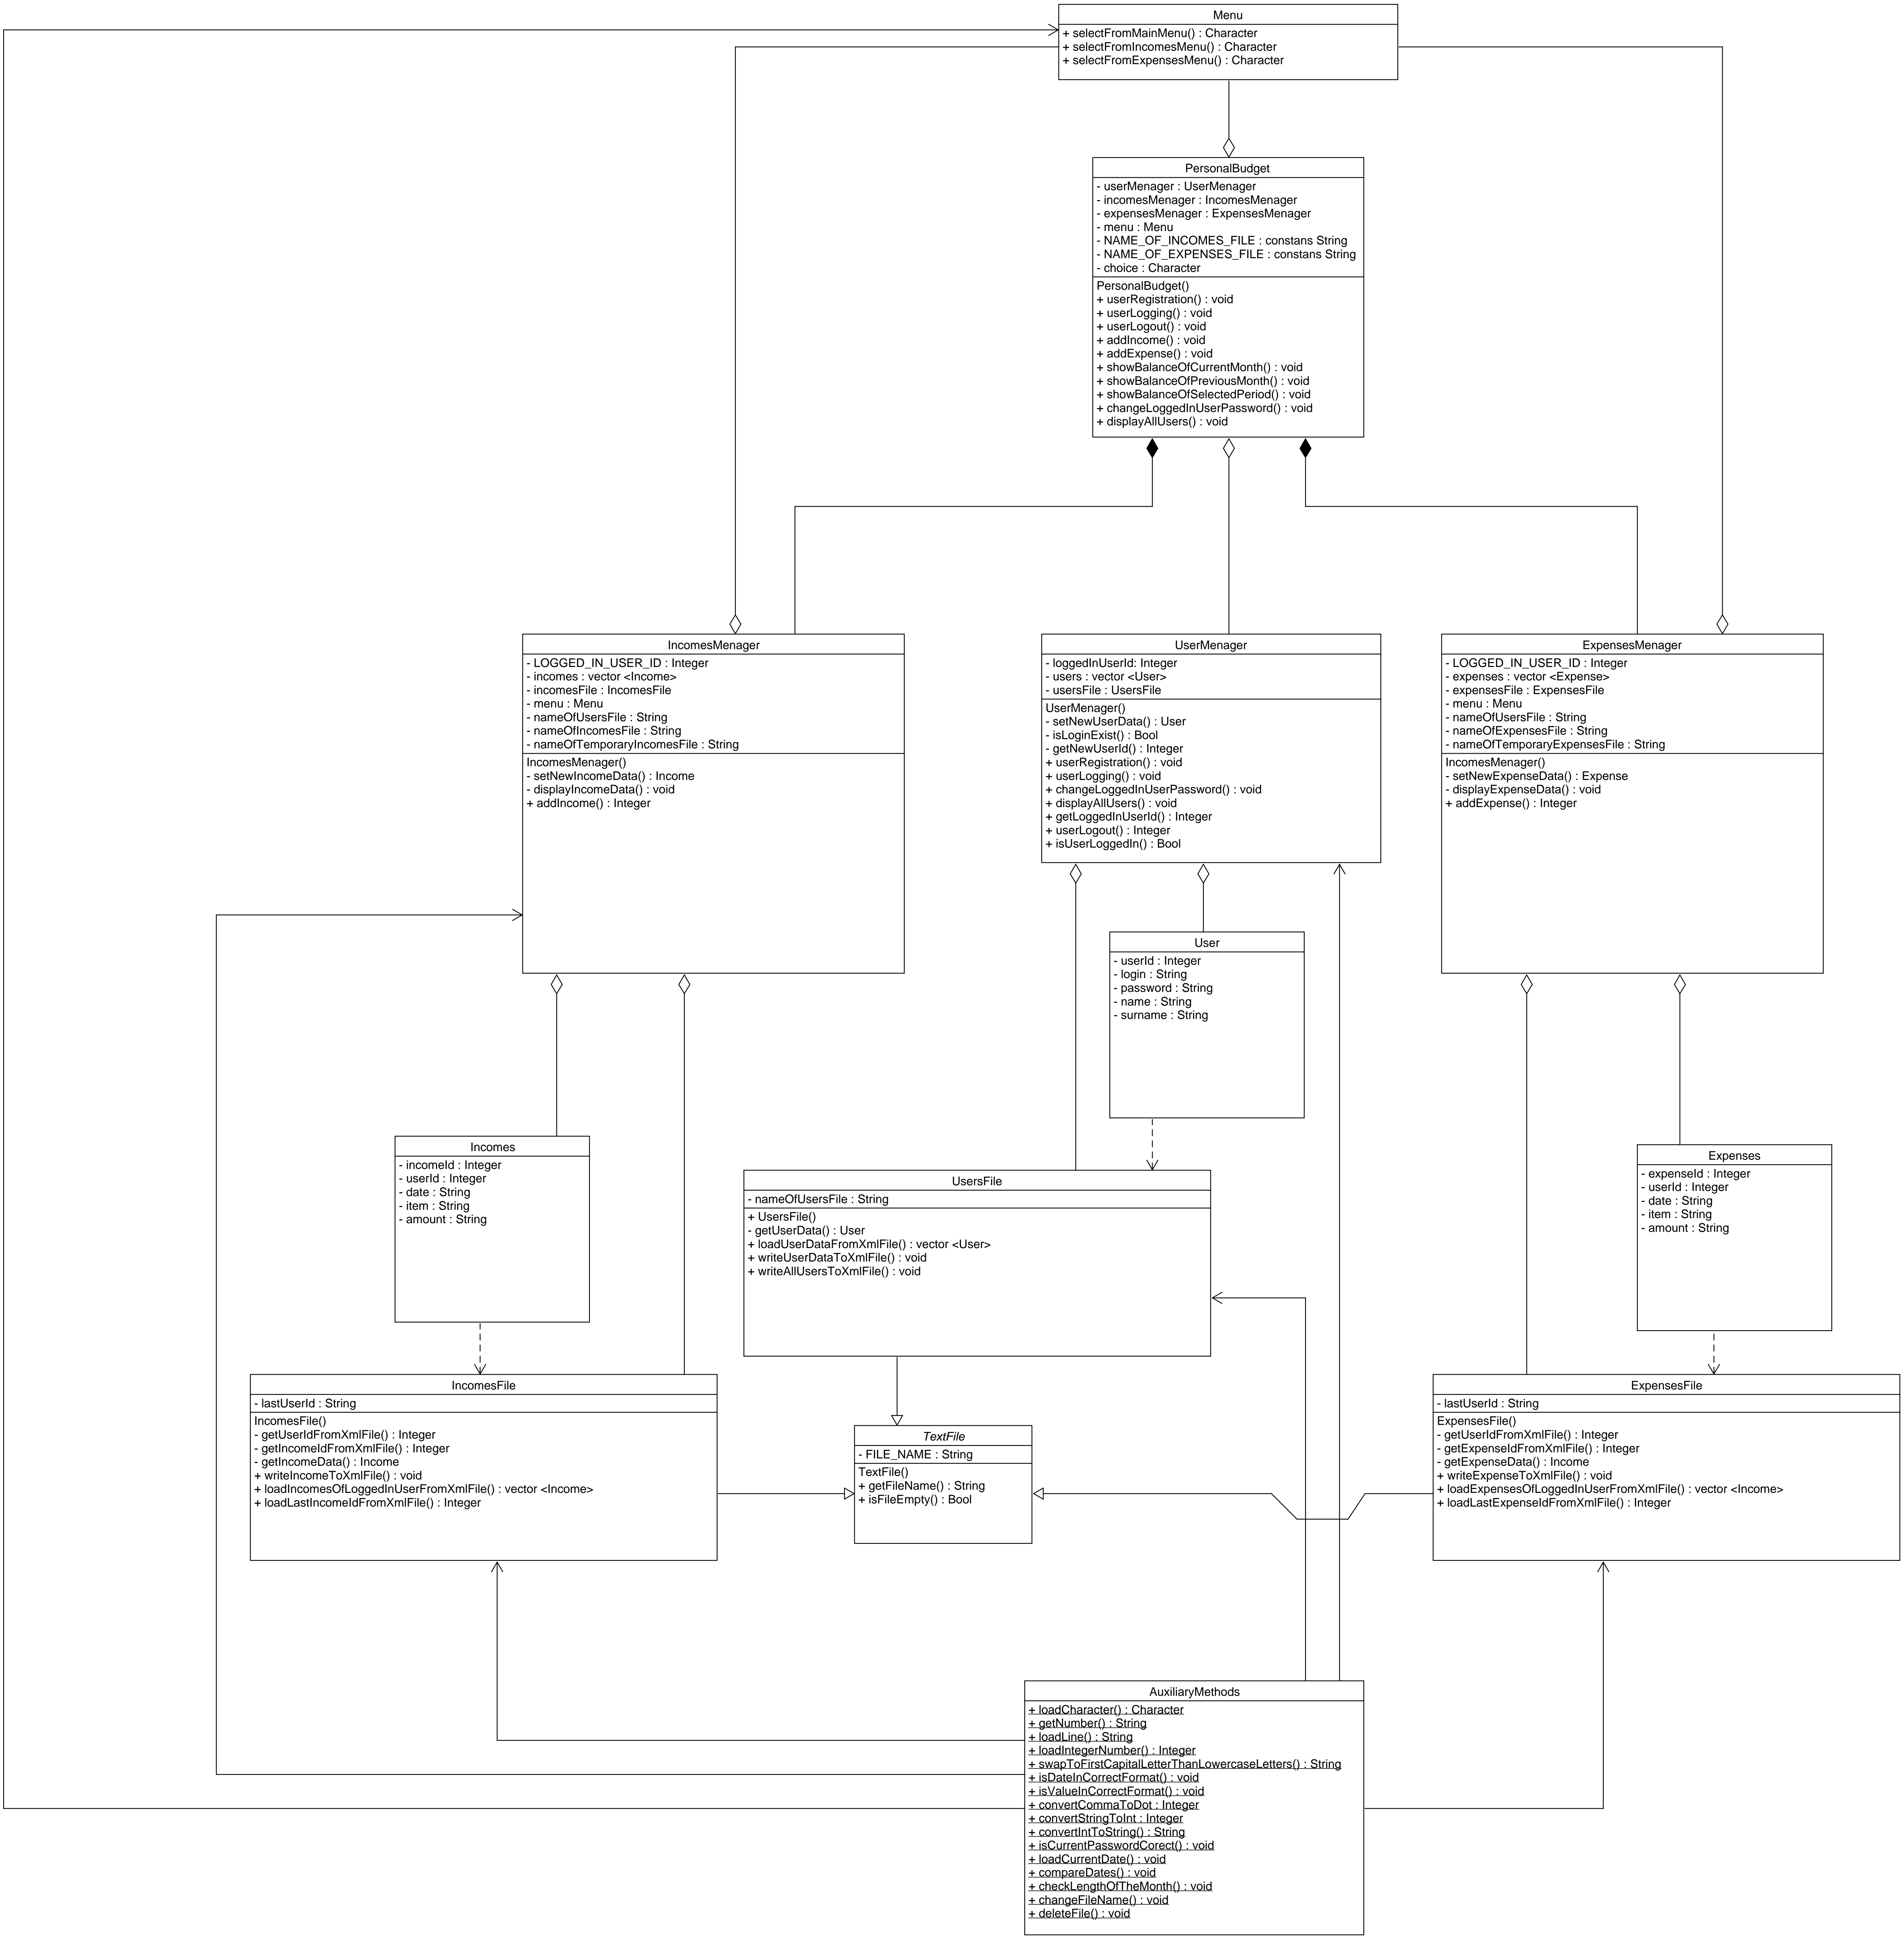 Menu
+ selectFromMainMenu() : Character
+ selectFromIncomesMenu() : Character
+ selectFromExpensesMenu() : Character
PersonalBudget
- userMenager : UserMenager
- incomesMenager : IncomesMenager
- expensesMenager : ExpensesMenager
- menu : Menu
- NAME_OF_INCOMES_FILE : constans String
- NAME_OF_EXPENSES_FILE : constans String
- choice : Character
PersonalBudget()
+ userRegistration() : void
+ userLogging() : void
+ userLogout() : void
+ addIncome() : void
+ addExpense() : void
+ showBalanceOfCurrentMonth() : void
+ showBalanceOfPreviousMonth() : void
+ showBalanceOfSelectedPeriod() : void
+ changeLoggedInUserPassword() : void
+ displayAllUsers() : void
IncomesMenager
- LOGGED_IN_USER_ID : Integer
- incomes : vector <Income>
- incomesFile : IncomesFile
- menu : Menu
- nameOfUsersFile : String
- nameOfIncomesFile : String
- nameOfTemporaryIncomesFile : String
IncomesMenager()
- setNewIncomeData() : Income
- displayIncomeData() : void
+ addIncome() : Integer
UserMenager
- loggedInUserId: Integer
- users : vector <User>
- usersFile : UsersFile
UserMenager()
- setNewUserData() : User
- isLoginExist() : Bool
- getNewUserId() : Integer
+ userRegistration() : void
+ userLogging() : void
+ changeLoggedInUserPassword() : void
+ displayAllUsers() : void
+ getLoggedInUserId() : Integer
+ userLogout() : Integer
+ isUserLoggedIn() : Bool
ExpensesMenager
- LOGGED_IN_USER_ID : Integer
- expenses : vector <Expense>
- expensesFile : ExpensesFile
- menu : Menu
- nameOfUsersFile : String
- nameOfExpensesFile : String
- nameOfTemporaryExpensesFile : String
IncomesMenager()
- setNewExpenseData() : Expense
- displayExpenseData() : void
+ addExpense() : Integer
User
- userId : Integer
- login : String
- password : String
- name : String
- surname : String
Incomes
- incomeId : Integer
- userId : Integer
- date : String
- item : String
- amount : String
UsersFile
- nameOfUsersFile : String
+ UsersFile()
- getUserData() : User
+ loadUserDataFromXmlFile() : vector <User>
+ writeUserDataToXmlFile() : void
+ writeAllUsersToXmlFile() : void
Expenses
- expenseId : Integer
- userId : Integer
- date : String
- item : String
- amount : String
IncomesFile
- lastUserId : String
IncomesFile()
- getUserIdFromXmlFile() : Integer
- getIncomeIdFromXmlFile() : Integer
- getIncomeData() : Income
+ writeIncomeToXmlFile() : void
+ loadIncomesOfLoggedInUserFromXmlFile() : vector <Income>
+ loadLastIncomeIdFromXmlFile() : Integer
TextFile
- FILE_NAME : String
TextFile()
+ getFileName() : String
+ isFileEmpty() : Bool
ExpensesFile
- lastUserId : String
ExpensesFile()
- getUserIdFromXmlFile() : Integer
- getExpenseIdFromXmlFile() : Integer
- getExpenseData() : Income
+ writeExpenseToXmlFile() : void
+ loadExpensesOfLoggedInUserFromXmlFile() : vector <Income>
+ loadLastExpenseIdFromXmlFile() : Integer
AuxiliaryMethods
+ loadCharacter() : Character
+ getNumber() : String
+ loadLine() : String
+ loadIntegerNumber() : Integer
+ swapToFirstCapitalLetterThanLowercaseLetters() : String
+ isDateInCorrectFormat() : void
+ isValueInCorrectFormat() : void
+ convertCommaToDot : Integer
+ convertStringToInt : Integer
+ convertIntToString() : String
+ isCurrentPasswordCorect() : void
+ loadCurrentDate() : void
+ compareDates() : void
+ checkLengthOfTheMonth() : void
+ changeFileName() : void
+ deleteFile() : void